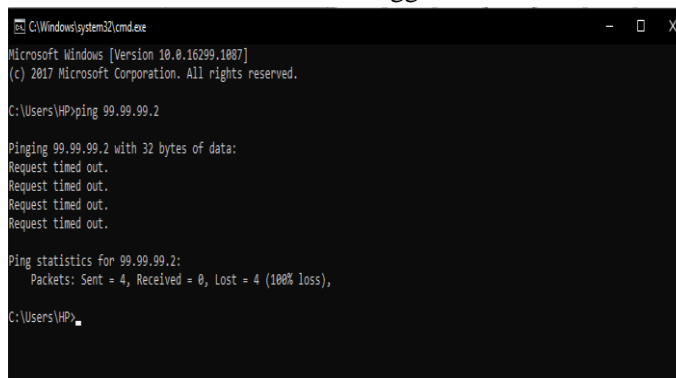 C:\Windows\system32\cmd.exe
Microsoft Windows [Version 10.0.16299.1087]
(c) 2017 Microsoft Corporation. All rights reserved.
C:\Users\HP>ping 99.99.99.2
Pinging 99.99.99.2 with 32 bytes of data:
Request timed out.
Request timed out.
Request timed out.
Request timed out.
Ping statistics for 99.99.99.2:
Packets: Sent = 4, Received = 0, Lost = 4 (100% loss),
C:\Users\HP>